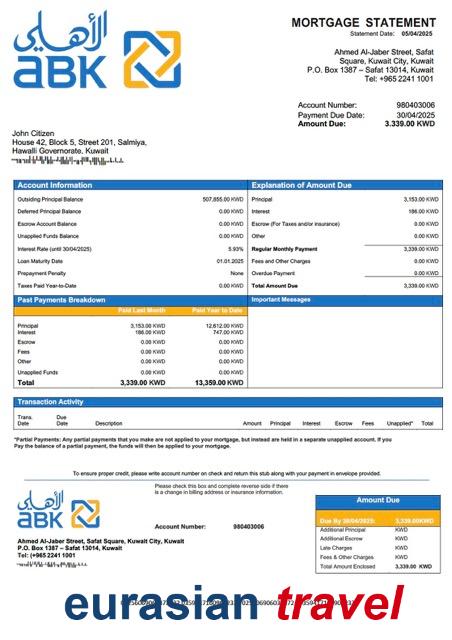 الأهلي
ABK
MORTGAGE STATEMENT
Statement Date: 05/04/2025
Ahmed Al-Jaber Street, Safat
Square, Kuwait City, Kuwait
P.O. Box 1387 – Safat 13014, Kuwait
Tel: +965 2241 1001
Account Number: 980403006
Payment Due Date: 30/04/2025
Amount Due: 3.339.00 KWD
John Citizen
House 42, Block 5, Street 201, Salmiya,
Hawalli Governorate, Kuwait
Account Information
Outsiding Principal Balance 507,855.00 KWD
Deferred Principal Balance 0.00 KWD
Escrow Account Balance 0.00 KWD
Unapplied Funds Balance 0.00 KWD
Interest Rate (until 30/04/2025) 5.93%
Loan Maturity Date 01.01.2025
Prepayment Penalty None
Taxes Paid Year-to-Date 0.00 KWD
Explanation of Amount Due
Principal 3,153.00 KWD
Interest 186.00 KWD
Escrow (For Taxes and/or insurance) 0.00 KWD
Other 0.00 KWD
Regular Monthly Payment 3,339.00 KWD
Fees and Other Charges 0.00 KWD
Overdue Payment 0.00 KWD
Total Amount Due 3,339.00 KWD
Past Payments Breakdown
Paid Last Month Paid Year to Date
Principal 3,153.00 KWD 12,612.00 KWD
Interest 186.00 KWD 747.00 KWD
Escrow 0.00 KWD 0.00 KWD
Fees 0.00 KWD 0.00 KWD
Other 0.00 KWD 0.00 KWD
Unapplied Funds 0.00 KWD 0.00 KWD
Total 3,339.00 KWD 13,359.00 KWD
Important Messages
Transaction Activity
Trans. Date Due Date Description Amount Principal Interest Escrow Fees Unapplied* Total
*Partial Payments: Any partial payments that you make are not applied to your mortgage, but instead are held in a separate unapplied account. If you
Pay the balance of a partial payment, the funds will then be applied to your mortgage.
To ensure proper credit, please write account number on check and return this stub along with your payment in envelope provided.
الأهلي
ABK
Please check this box and complete reverse side if there
is a change in billing address or insurance information.
Account Number: 980403006
Ahmed Al-Jaber Street, Safat Square, Kuwait City, Kuwait
P.O. Box 1387 – Safat 13014, Kuwait
Tel: (+965 2241 1001
Amount Due
Due By 30/04/2025: 3,339.00KWD
Additional Principal KWD
Additional Escrow KWD
Late Charges KWD
Fees & Other Charges KWD
Total Amount Enclosed 3,339.00 KWD
eurasian travel